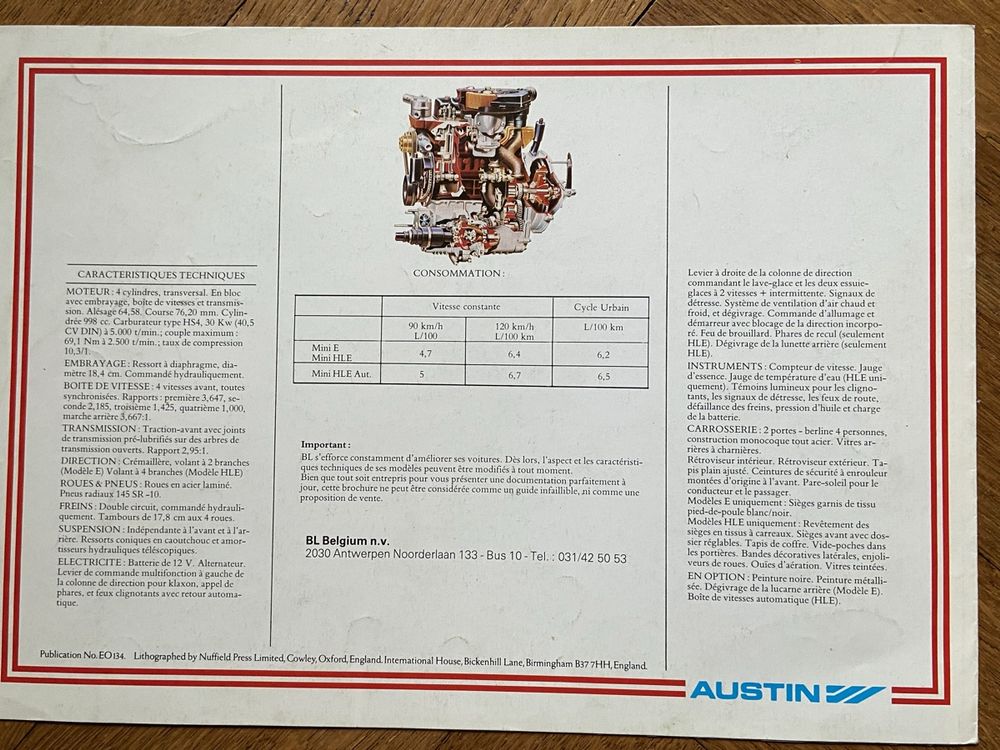 CARACTERISTIQUES TECHNIQUES
MOTEUR : 4 cylindres, transversal. En bloc
avec embrayage, boîte de vitesses et transmis-
sion. Alésage 64,58. Course 76,20 mm. Cylin-
drée 998 cc. Carburateur type HS4, 30 Kw (40,5
CV DIN) à 5.000 t/min.; couple maximum :
69,1 Nm à 2.500 t/min.; taux de compression
10,3/1.
EMBRAYAGE : Ressort à diaphragme, dia-
mètre 18,4 cm. Commandé hydrauliquement.
BOITE DE VITESSE : 4 vitesses avant, toutes
synchronisées. Rapports : première 3,647, se-
conde 2,185, troisième 1,425, quatrième 1,000,
marche arrière 3,667:1.
TRANSMISSION : Traction-avant avec joints
de transmission pré-lubrifiés sur des arbres de
transmission ouverts. Rapport 2,95:1.
DIRECTION : Crémaillère, volant à 2 branches
(Modèle E) Volant à 4 branches (Modèle HLE)
ROUES & PNEUS : Roues en acier laminé.
Pneus radiaux 145 SR -10.
FREINS : Double circuit, commandé hydrauli-
quement. Tambours de 17,8 cm aux 4 roues.
SUSPENSION : Indépendante à l'avant et à l'ar-
rière. Ressorts coniques en caoutchouc et amor-
tisseurs hydrauliques téléscopiques.
ELECTRICITE : Batterie de 12 V. Alternateur.
Levier de commande multifonction à gauche de
la colonne de direction pour klaxon, appel de
phares, et feux clignotants avec retour automa-
tique.
CONSOMMATION :
Vitesse constante Cycle Urbain
90 km/h 120 km/h L/100 km
L/100 L/100 km
Mini E
Mini HLE 4,7 6,4 6,2
Mini HLE Aut. 5 6,7 6,5
Important :
BL s'efforce constamment d'améliorer ses voitures. Dès lors, l'aspect et les caractéristi-
ques techniques de ses modèles peuvent être modifiés à tout moment.
Bien que tout soit entrepris pour vous présenter une documentation parfaitement à
jour, cette brochure ne peut être considérée comme un guide infaillible, ni comme une
proposition de vente.
BL Belgium n.v.
2030 Antwerpen Noorderlaan 133 - Bus 10 - Tel. : 031/42 50 53
Levier à droite de la colonne de direction
commandant le lave-glace et les deux essuie-
glaces à 2 vitesses + intermittente. Signaux de
détresse. Système de ventilation d'air chaud et
froid, et dégivrage. Commande d'allumage et
démarreur avec blocage de la direction incorpo-
ré. Feu de brouillard. Phares de recul (seulement
HLE). Dégivrage de la lunette arrière (seulement
HLE).
INSTRUMENTS : Compteur de vitesse. Jauge
d'essence. Jauge de température d'eau (HLE uni-
quement). Témoins lumineux pour les cligno-
tants, les signaux de détresse, les feux de route,
défaillance des freins, pression d'huile et charge
de la batterie.
CARROSSERIE : 2 portes - berline 4 personnes,
construction monocoque tout acier. Vitres ar-
rières à charnières.
Rétroviseur intérieur. Rétroviseur extérieur. Ta-
pis plain ajusté. Ceintures de sécurité à enrouleur
montées d'origine à l'avant. Pare-soleil pour le
conducteur et le passager.
Modèles E uniquement : Sièges garnis de tissu
pied-de-poule blanc/noir.
Modèles HLE uniquement : Revêtement des
sièges en tissus à carreaux. Sièges avant avec dos-
sier réglables. Tapis de coffre. Vide-poches dans
les portières. Bandes décoratives latérales, enjoli-
veurs de roues. Ouïes d'aération. Vitres teintées.
EN OPTION : Peinture noire. Peinture métalli-
sée. Dégivrage de la lucarne arrière (Modèle E).
Boîte de vitesses automatique (HLE).
Publication No. EO134. Lithographed by Nuffield Press Limited, Cowley, Oxford, England. International House, Bickenhill Lane, Birmingham B37 7HH, England.
AUSTIN